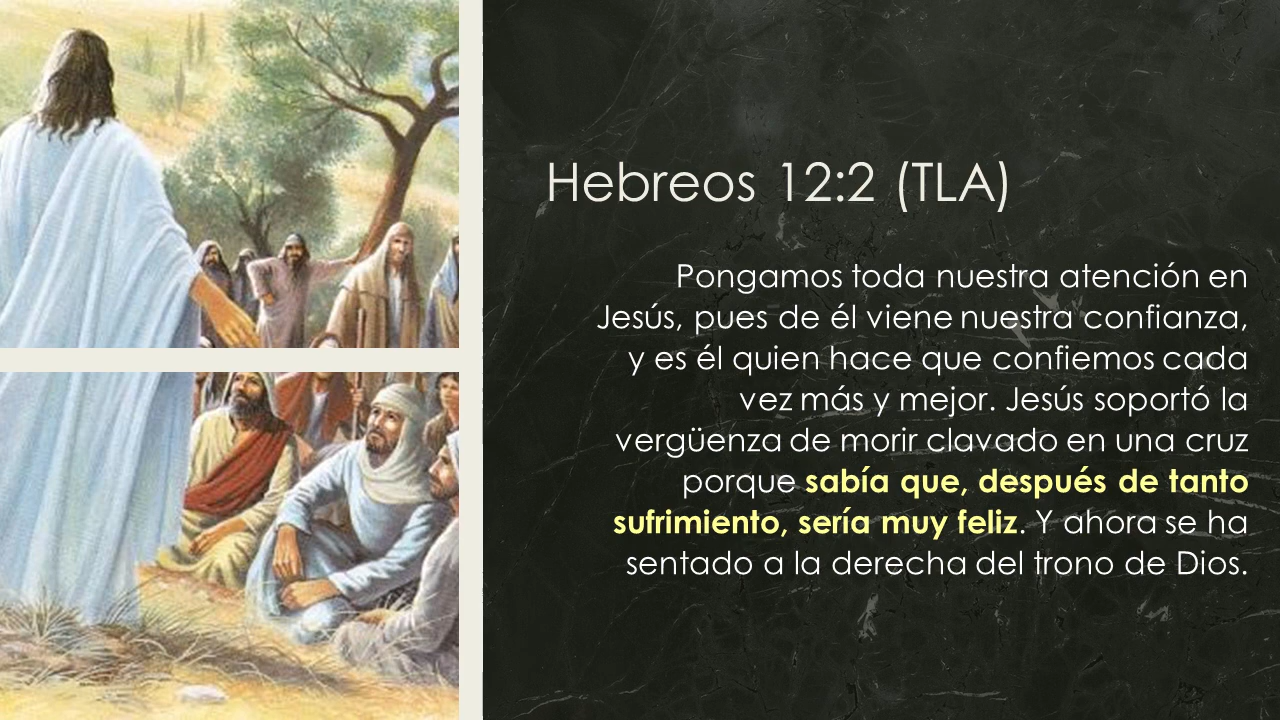 Hebreos 12:2 (TLA)
Pongamos toda nuestra atención en
Jesús, pues de él viene nuestra confianza,
y es él quien hace que confiemos cada
vez más y mejor. Jesús soportó la
vergüenza de morir clavado en una cruz
porque sabía que, después de tanto
sufrimiento, sería muy feliz. Y ahora se ha
sentado a la derecha del trono de Dios.